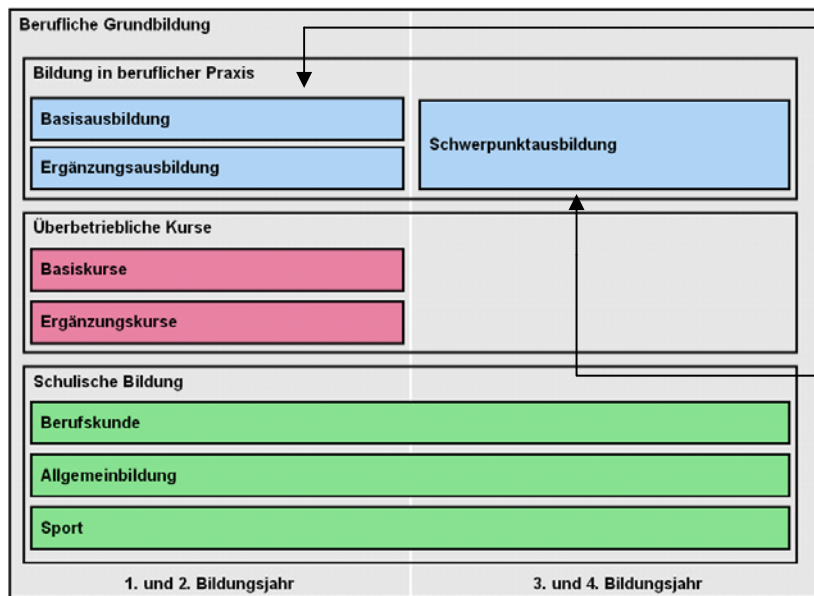 Berufliche Grundbildung
Bildung in beruflicher Praxis
Basisausbildung
Ergänzungsausbildung
Schwerpunktausbildung
Überbetriebliche Kurse
Basiskurse
Ergänzungskurse
Schulische Bildung
Berufskunde
Allgemeinbildung
Sport
1. und 2. Bildungsjahr
3. und 4. Bildungsjahr